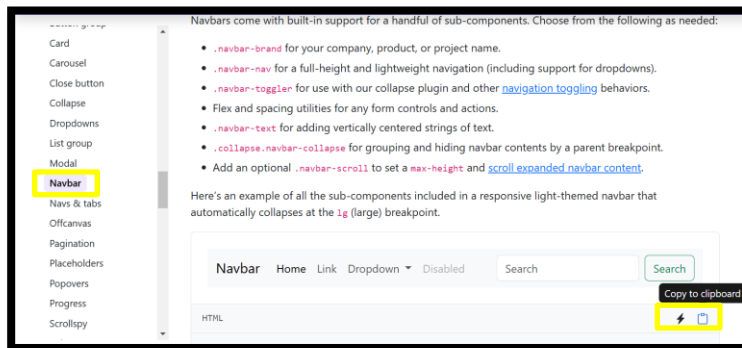 Card
Carousel
Close button
Collapse
Dropdowns
List group
Modal
Navbar
Navs & tabs
Offcanvas
Pagination
Placeholders
Popovers
Progress
Scrollspy
Navbars come with built-in support for a handful of sub-components. Choose from the following as needed:
• .navbar-brand for your company, product, or project name.
• .navbar-nav for a full-height and lightweight navigation (including support for dropdowns).
• .navbar-toggler for use with our collapse plugin and other navigation toggling behaviors.
• Flex and spacing utilities for any form controls and actions.
• .navbar-text for adding vertically centered strings of text.
• .collapse.navbar-collapse for grouping and hiding navbar contents by a parent breakpoint.
• Add an optional .navbar-scroll to set a max-height and scroll expanded navbar content.
Here's an example of all the sub-components included in a responsive light-themed navbar that
automatically collapses at the lg (large) breakpoint.
Navbar Home Link Dropdown Disabled Search Search
Copy to clipboard
HTML